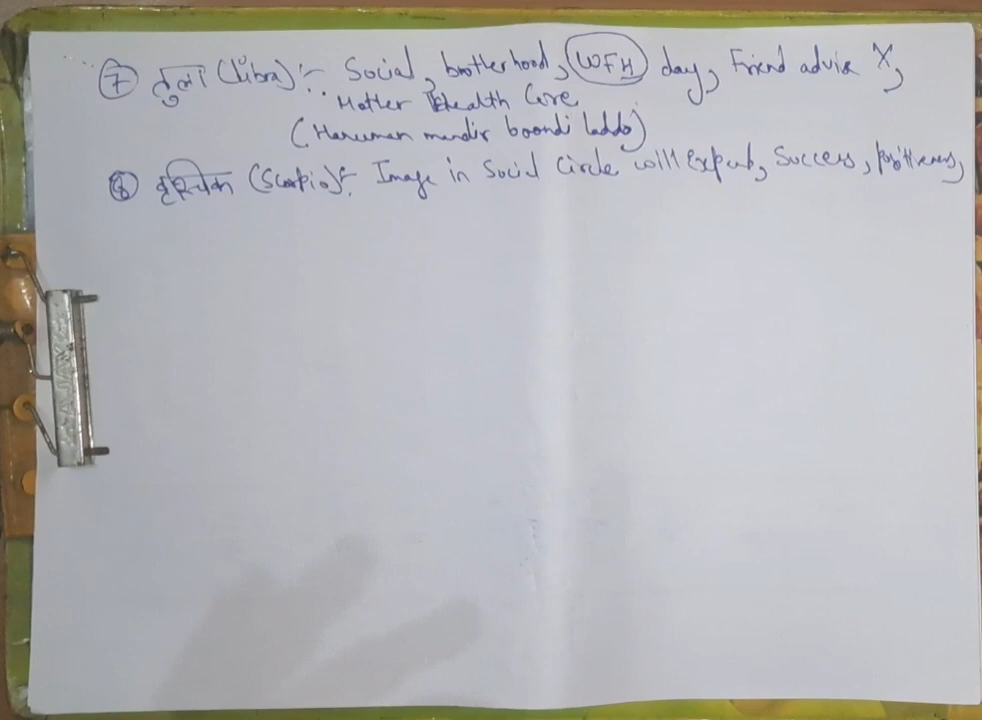 ⑦ तुला (Libra):- Social, brotherhood, WFH day, Friend advice X,
Mother Health Care
(Hanuman mandir boondi laddo)
⑧ वृश्चिक (Scorpio):- Image in Social Circle will Expand, Success,
AJAY